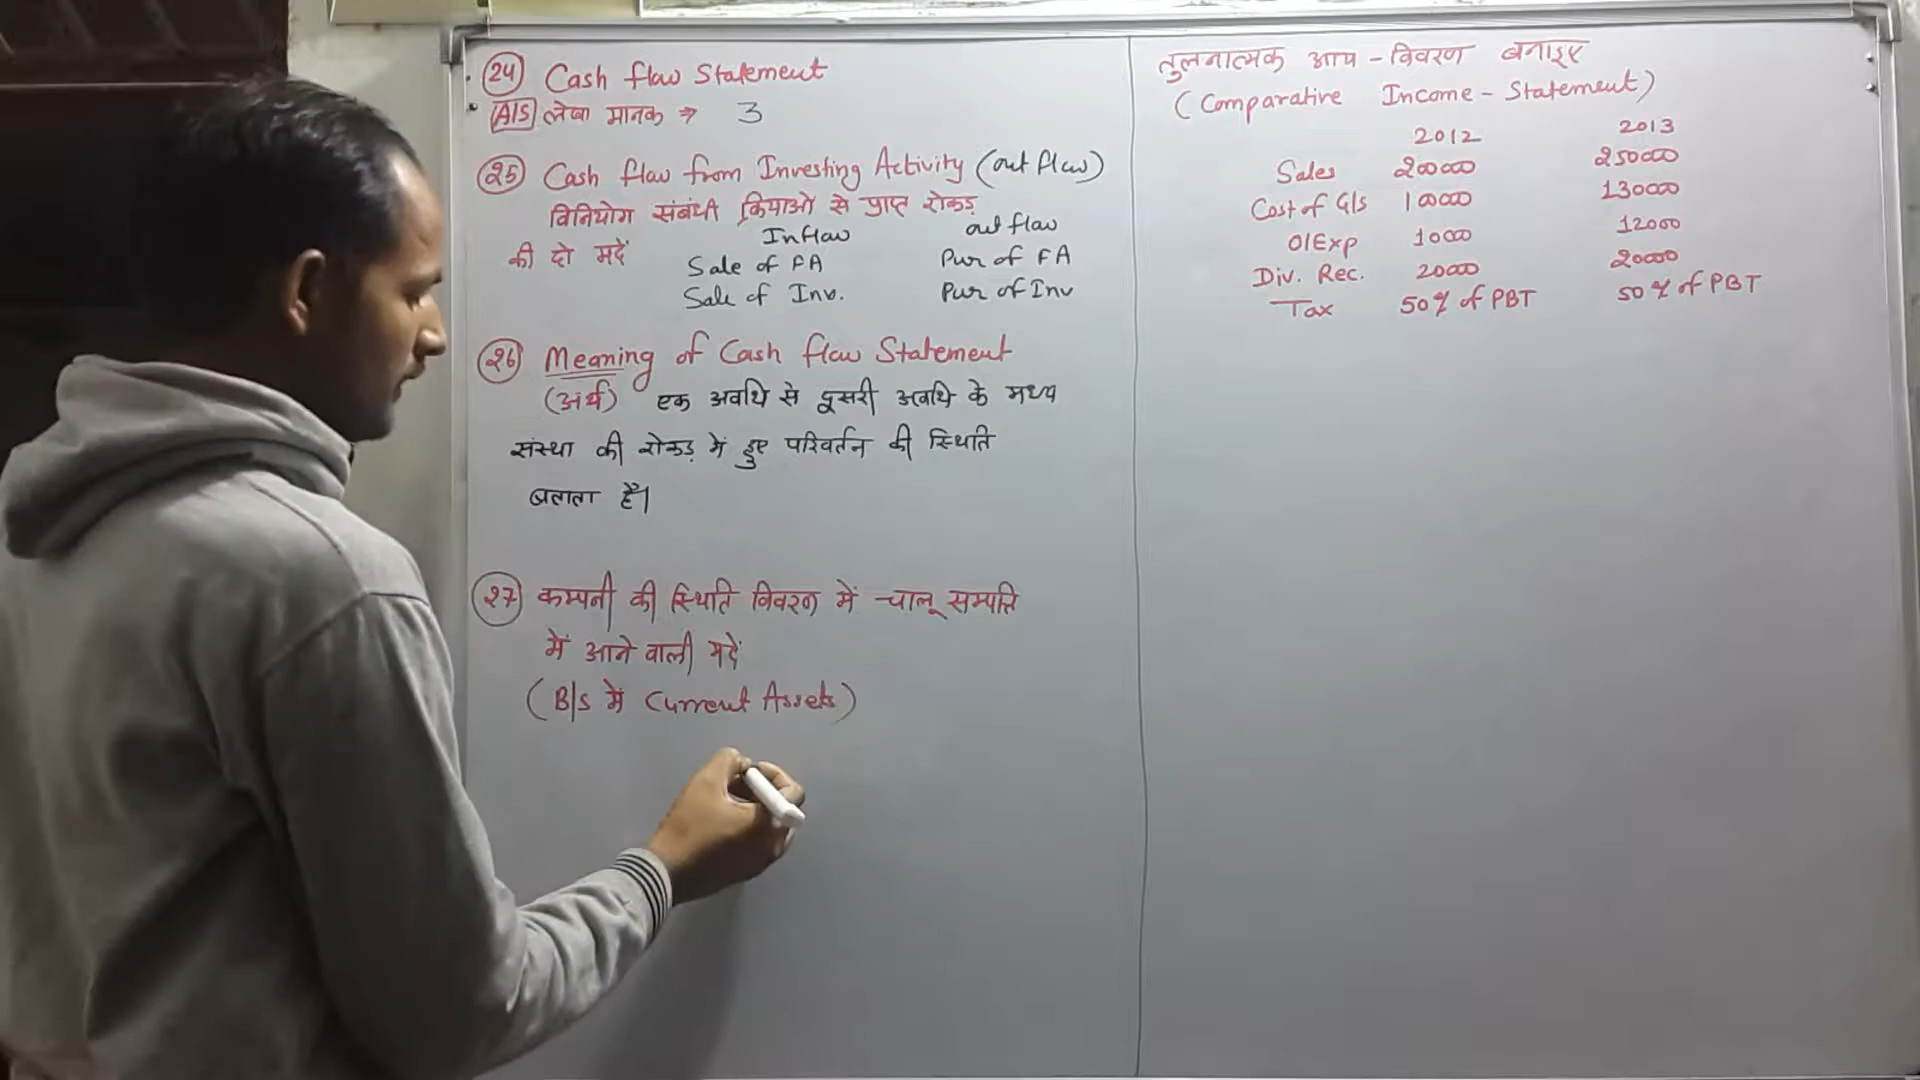 24 Cash flow Statement
A/S लेखा मानक ⇒ 3
25 Cash flow from Investing Activity (out flow)
विनियोग संबंधी क्रियाओं से प्राप्त रोकड़
की दो मदें
Inflow out flow
Sale of FA Pur of FA
Sale of Inv. Pur of Inv
26 Meaning of Cash flow Statement
(अर्थ) एक अवधि से दूसरी अवधि के मध्य
संस्था की रोकड़ में हुए परिवर्तन की स्थिति
बताता है।
27 कम्पनी की स्थिति विवरण में चालू सम्पत्ति
में आने वाली मदें
(B/S में Current Assets)
तुलनात्मक आय - विवरण बनाइए
(Comparative Income - Statement)
2012 2013
Sales 200000 250000
Cost of G/s 100000 130000
O/Exp 10000 12000
Div. Rec. 20000 20000
Tax 50% of PBT 50% of PBT